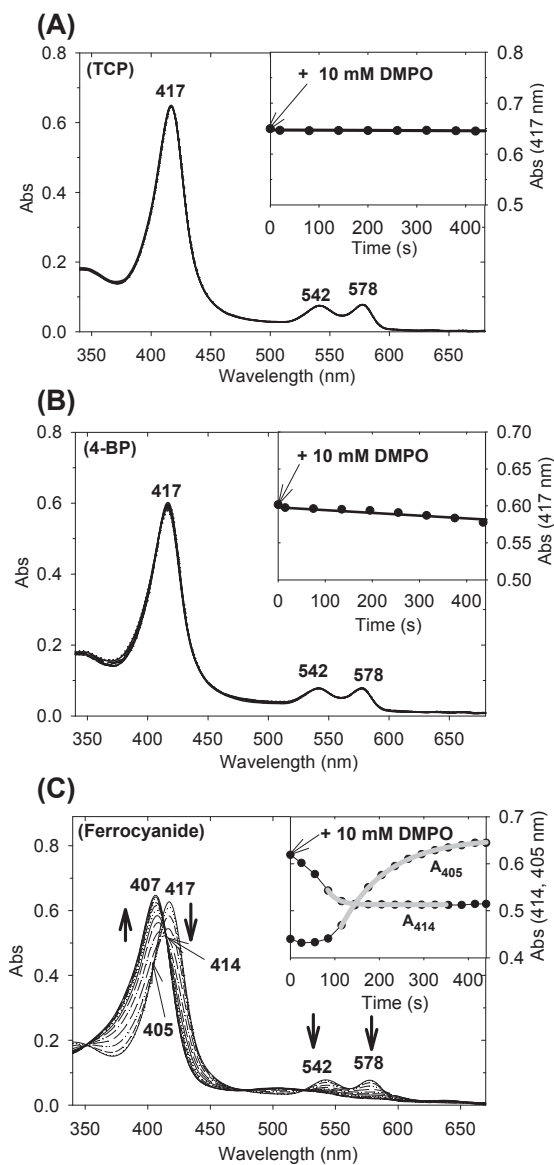 (A)
(TCP)
417
542
578
Abs
0.8
0.6
0.4
0.2
0.0
350 400 450 500 550 600 650
Wavelength (nm)
+ 10 mM DMPO
0.8
0.7
0.6
0.5
Abs (417 nm)
0 100 200 300 400
Time (s)
(B)
(4-BP)
417
542
578
Abs
0.8
0.6
0.4
0.2
0.0
350 400 450 500 550 600 650
Wavelength (nm)
+ 10 mM DMPO
0.70
0.65
0.60
0.55
0.50
Abs (417 nm)
0 100 200 300 400
Time (s)
(C)
(Ferrocyanide)
407 417
414
405
542 578
Abs
0.8
0.6
0.4
0.2
0.0
350 400 450 500 550 600 650
Wavelength (nm)
+ 10 mM DMPO
A405
A414
0.7
0.6
0.5
0.4
Abs (414, 405 nm)
0 100 200 300 400
Time (s)